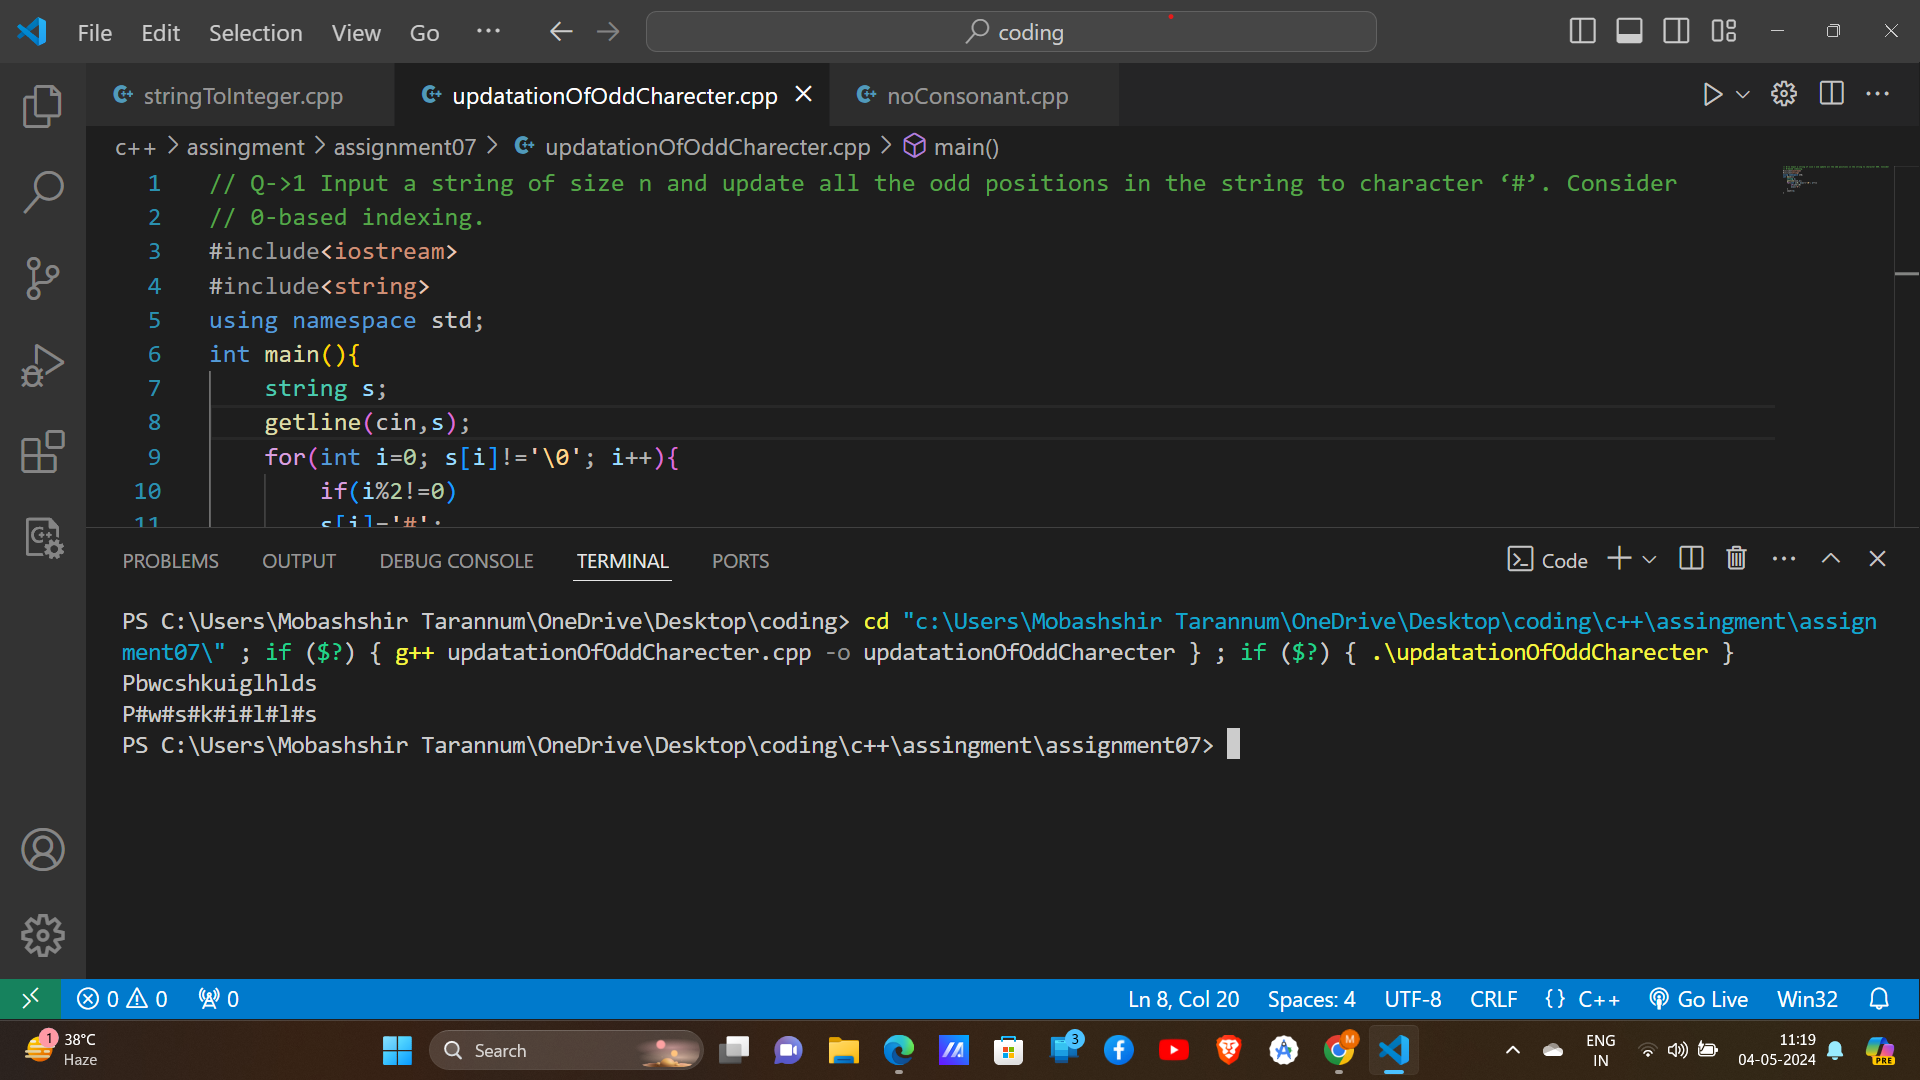 File Edit Selection View Go ··· coding
stringToInteger.cpp updatationOfOddCharecter.cpp noConsonant.cpp
c++ > assingment > assignment07 > updatationOfOddCharecter.cpp > main()
1 // Q->1 Input a string of size n and update all the odd positions in the string to character ‘#’. Consider
2 // 0-based indexing.
3 #include<iostream>
4 #include<string>
5 using namespace std;
6 int main(){
7 string s;
8 getline(cin,s);
9 for(int i=0; s[i]!='\0'; i++){
10 if(i%2!=0)
11 s[i]='#';
PROBLEMS OUTPUT DEBUG CONSOLE TERMINAL PORTS Code
PS C:\Users\Mobashshir Tarannum\OneDrive\Desktop\coding> cd "c:\Users\Mobashshir Tarannum\OneDrive\Desktop\coding\c++\assingment\assign
ment07\" ; if ($?) { g++ updatationOfOddCharecter.cpp -o updatationOfOddCharecter } ; if ($?) { .\updatationOfOddCharecter }
Pbwcshkuiglhlds
P#w#s#k#i#l#l#s
PS C:\Users\Mobashshir Tarannum\OneDrive\Desktop\coding\c++\assingment\assignment07>
0 0 0 Ln 8, Col 20 Spaces: 4 UTF-8 CRLF {} C++ Go Live Win32
1 38°C Search 3 M ENG 11:19
Haze IN 04-05-2024 PRE